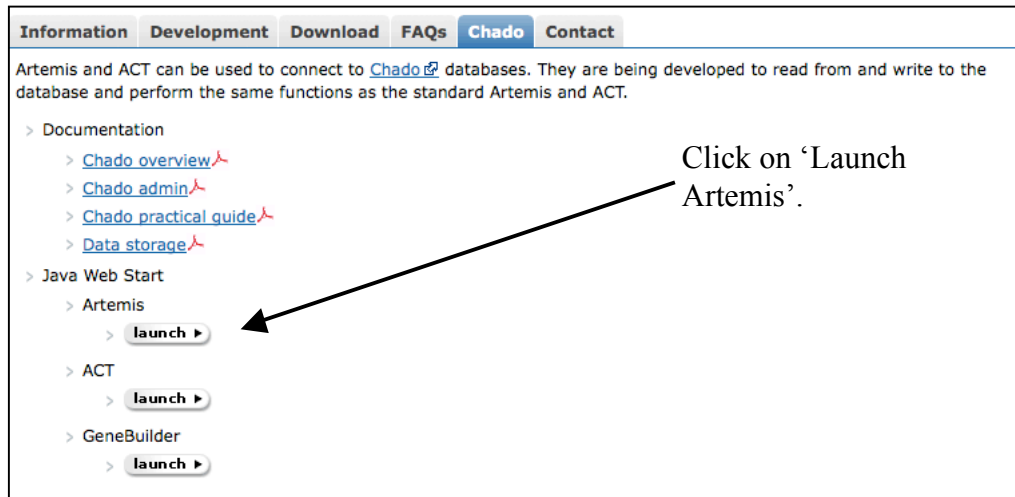 Information Development Download FAQs Chado Contact
Artemis and ACT can be used to connect to Chado databases. They are being developed to read from and write to the
database and perform the same functions as the standard Artemis and ACT.
> Documentation
> Chado overview
> Chado admin
> Chado practical guide
> Data storage
> Java Web Start
> Artemis
> launch
> ACT
> launch
> GeneBuilder
> launch
Click on ‘Launch
Artemis’.